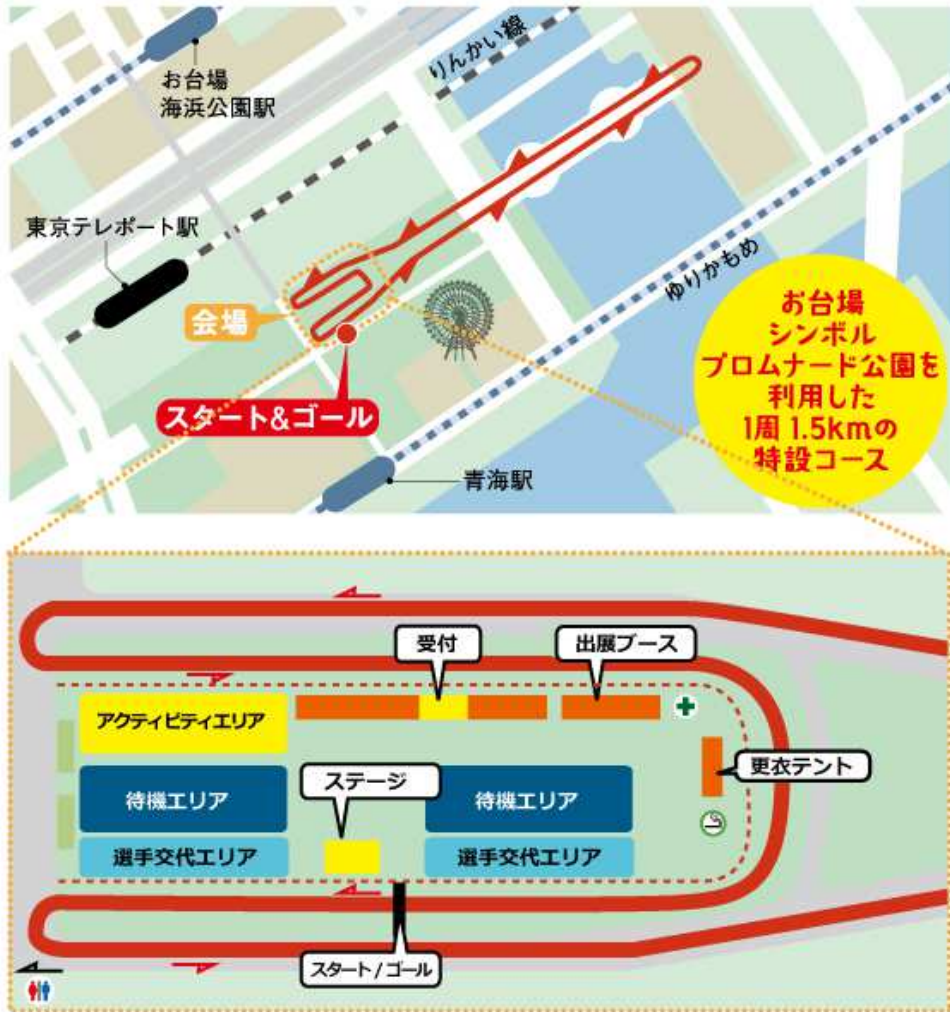 お台場
海浜公園駅
りんかい線
東京テレポート駅
会場
ゆりかもめ
スタート&ゴール
青海駅
お台場
シンボル
プロムナード公園を
利用した
1周 1.5kmの
特設コース
受付
出展ブース
アクティビティエリア
更衣テント
ステージ
待機エリア
待機エリア
選手交代エリア
選手交代エリア
スタート / ゴール